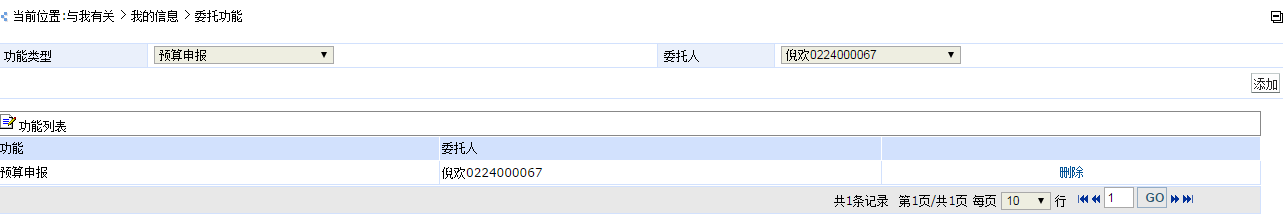 当前位置:与我有关 > 我的信息 > 委托功能
功能类型 预算申报 委托人 倪欢0224000067
添加
功能列表
功能 委托人
预算申报 倪欢0224000067 删除
共1条记录 第1页/共1页 每页 10 行 1 GO